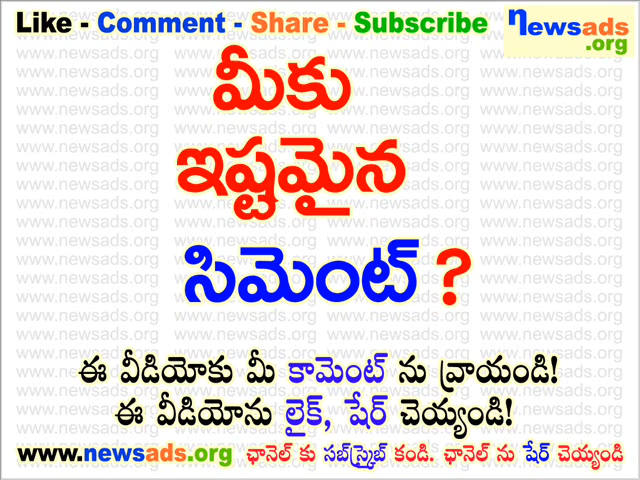 Like - Comment - Share - Subscribe
newsads
.org
మీకు
ఇష్టమైన
సిమెంట్ ?
ఈ వీడియోకు మీ కామెంట్ ను వ్రాయండి!
ఈ వీడియోను లైక్, షేర్ చెయ్యండి!
www.newsads.org ఛానెల్ కు సబ్‌స్క్రైబ్ కండి. ఛానెల్ ను షేర్ చెయ్యండి